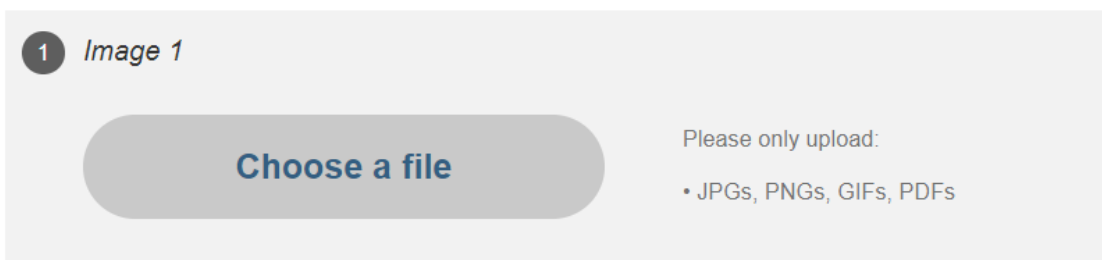 1 Image 1
Choose a file
Please only upload:
• JPGs, PNGs, GIFs, PDFs